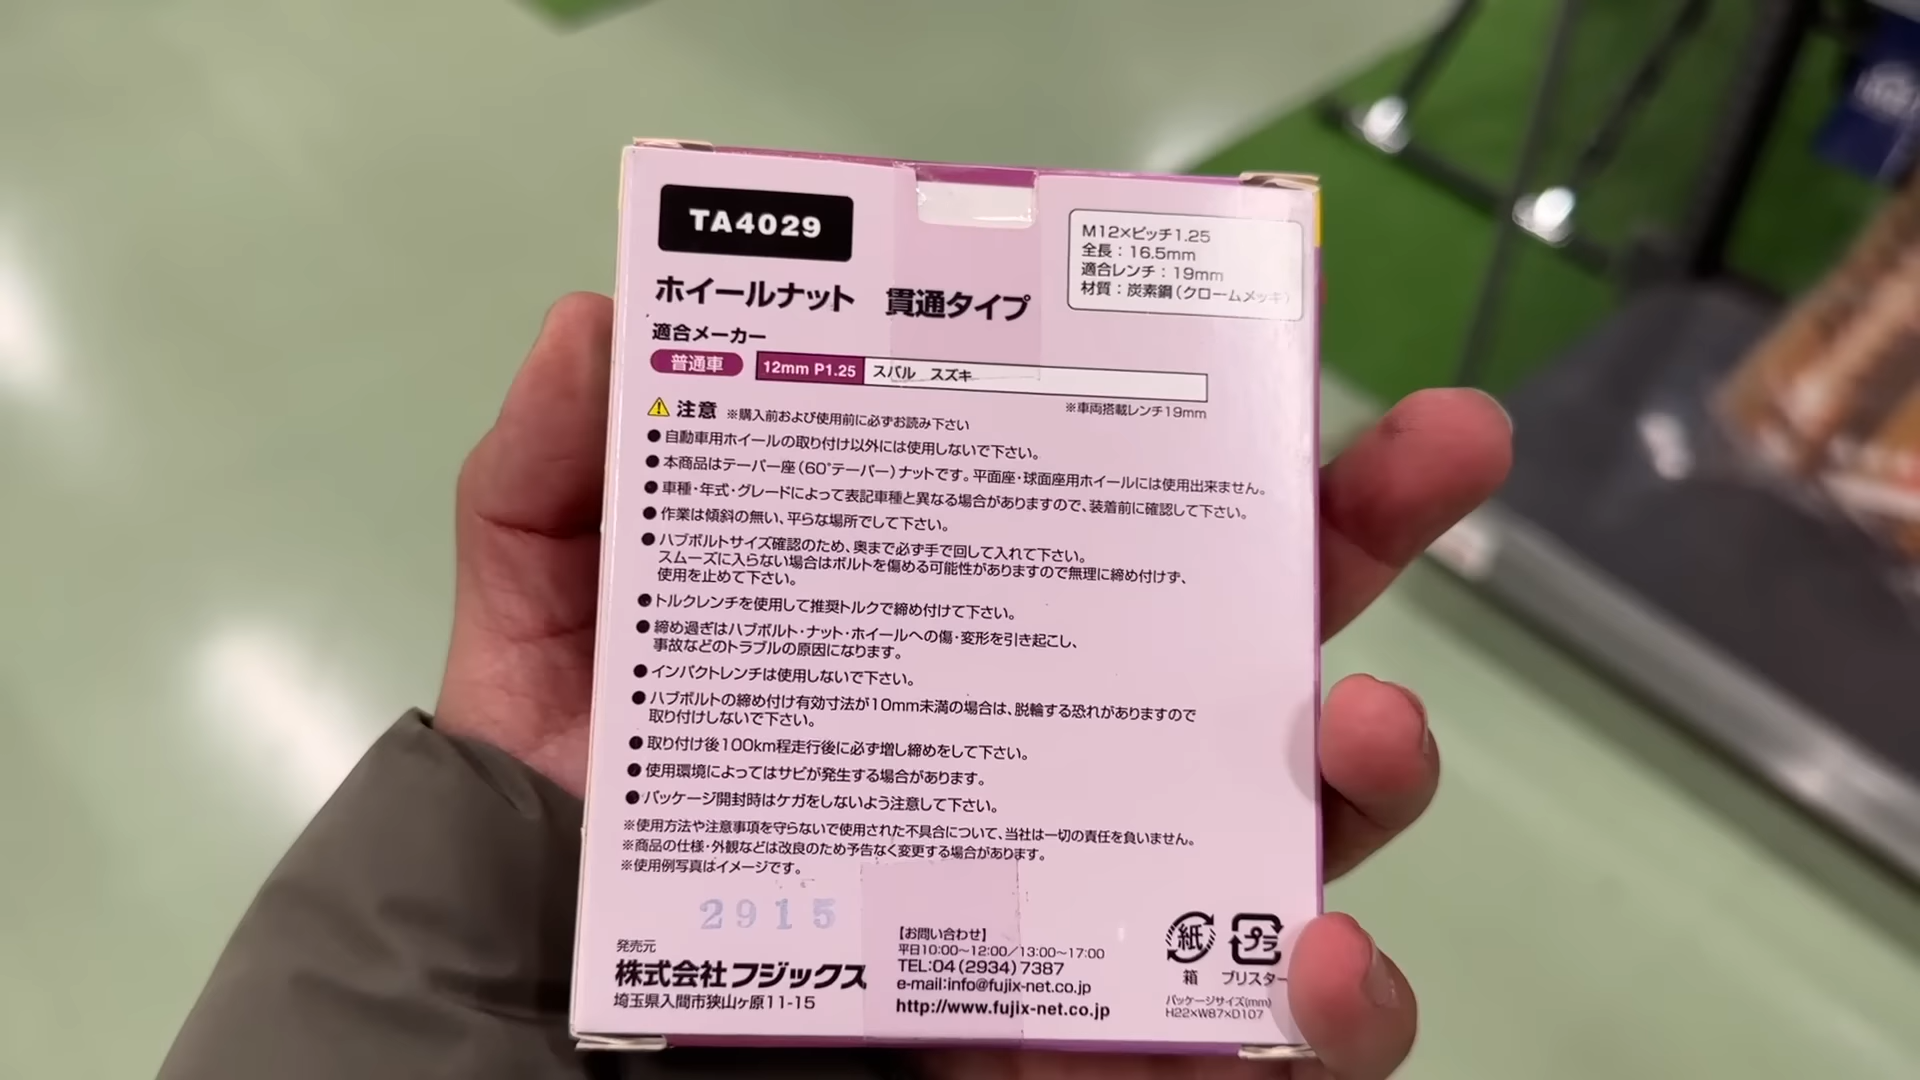 TA4029
M12×ピッチ1.25
全長：16.5mm
適合レンチ：19mm
材質：炭素鋼(クロームメッキ)
ホイールナット 貫通タイプ
適合メーカー
普通車 12mm P1.25 スバル スズキ
※車両搭載レンチ19mm
注意 ※購入前および使用前に必ずお読み下さい
●自動車用ホイールの取り付け以外には使用しないで下さい。
●本商品はテーパー座(60°テーパー)ナットです。平面座・球面座用ホイールには使用出来ません。
●車種・年式・グレードによって表記車種と異なる場合がありますので、装着前に確認して下さい。
●作業は傾斜の無い、平らな場所でして下さい。
●ハブボルトサイズ確認のため、奥まで必ず手で回して入れて下さい。
スムーズに入らない場合はボルトを傷める可能性がありますので無理に締め付けず、
使用を止めて下さい。
●トルクレンチを使用して推奨トルクで締め付けて下さい。
●締め過ぎはハブボルト・ナット・ホイールへの傷・変形を引き起こし、
事故などのトラブルの原因になります。
●インパクトレンチは使用しないで下さい。
●ハブボルトの締め付け有効寸法が10mm未満の場合は、脱輪する恐れがありますので
取り付けしないで下さい。
●取り付け後100km程走行後に必ず増し締めをして下さい。
●使用環境によってはサビが発生する場合があります。
●パッケージ開封時はケガをしないよう注意して下さい。
※使用方法や注意事項を守らないで使用された不具合について、当社は一切の責任を負いません。
※商品の仕様・外観などは改良のため予告なく変更する場合があります。
※使用例写真はイメージです。
2915
発売元
株式会社フジックス
埼玉県入間市狭山ヶ原11-15
【お問い合わせ】
平日10:00〜12:00／13:00〜17:00
TEL:04(2934)7387
e-mail:info@fujix-net.co.jp
http://www.fujix-net.co.jp
紙 プラ
箱 ブリスター
パッケージサイズ(mm)
H22×W87×D107